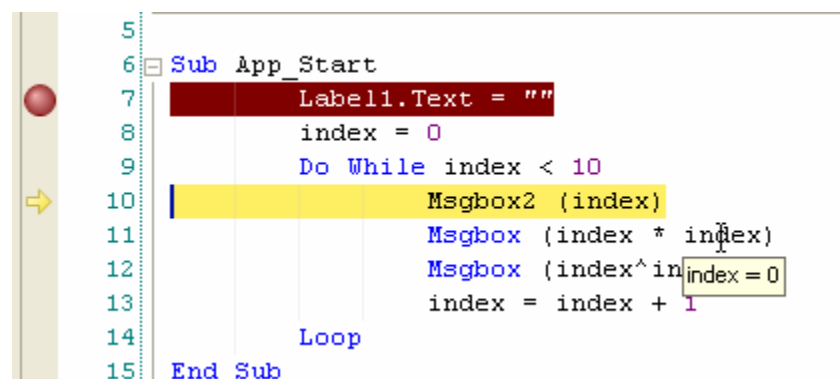 5
6 Sub App_Start
7 Label1.Text = ""
8 index = 0
9 Do While index < 10
10 Msgbox2 (index)
11 Msgbox (index * index)
12 Msgbox (index^in
index = 0
13 index = index + 1
14 Loop
15 End Sub